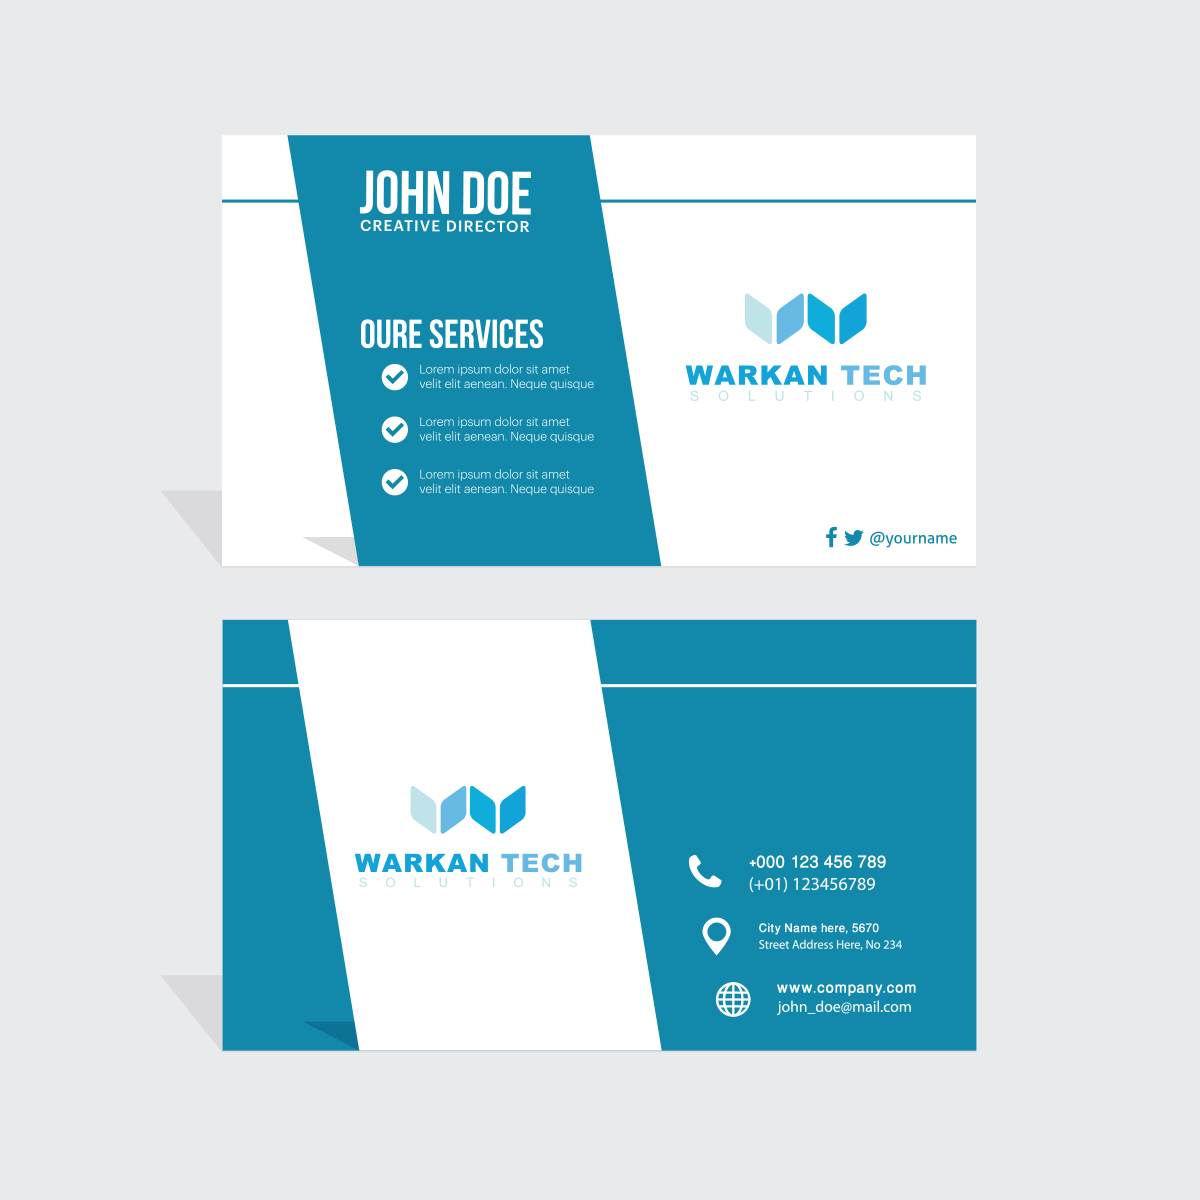 JOHN DOE
CREATIVE DIRECTOR
OURE SERVICES
Lorem ipsum dolor sit amet
velit elit aenean. Neque quisque
Lorem ipsum dolor sit amet
velit elit aenean. Neque quisque
Lorem ipsum dolor sit amet
velit elit aenean. Neque quisque
WARKAN TECH
SOLUTIONS
@yourname
WARKAN TECH
SOLUTIONS
+000 123 456 789
(+01) 123456789
City Name here, 5670
Street Address Here, No 234
www.company.com
john_doe@mail.com